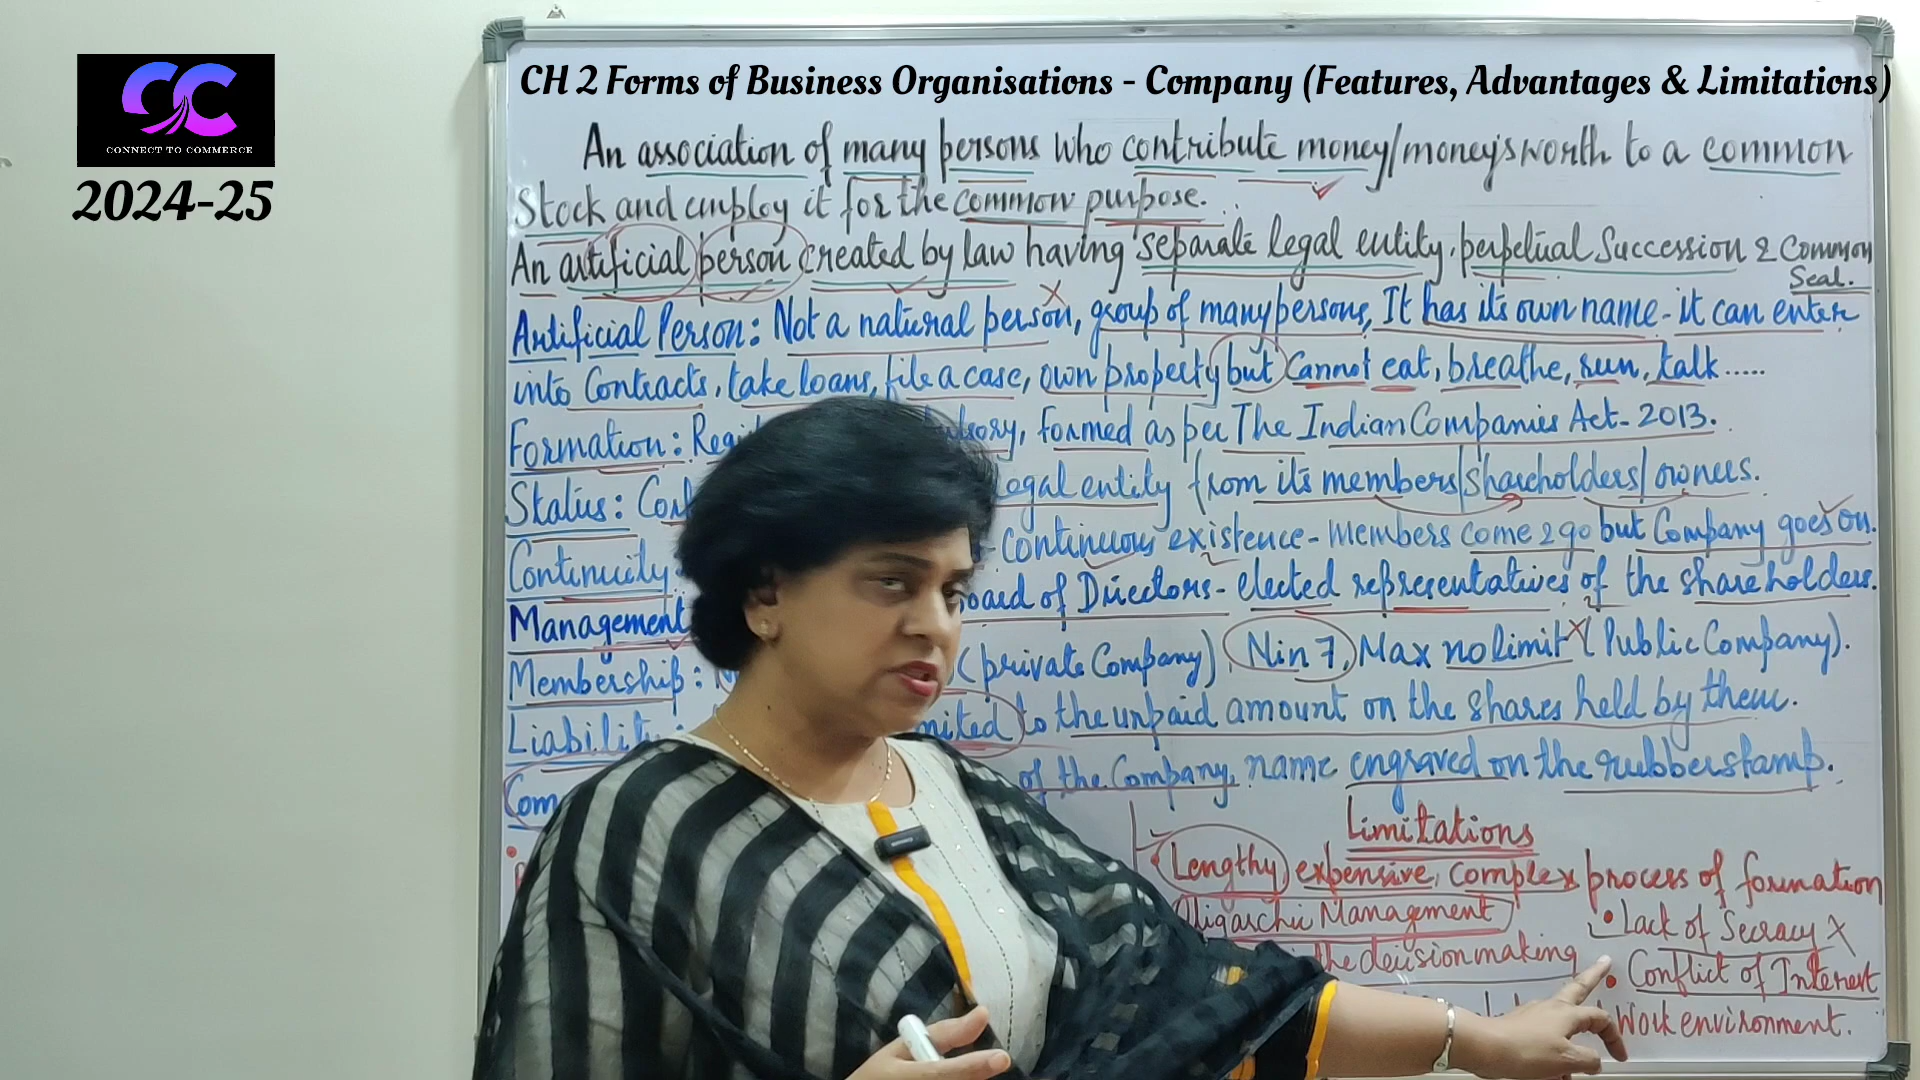 CONNECT TO COMMERCE
2024-25
CH 2 Forms of Business Organisations - Company (Features, Advantages & Limitations)
An association of many persons who contribute money/money's worth to a common
Stock and employ it for the common purpose.
An artificial person created by law having separate legal entity, perpetual Succession & Common
Seal.
Artificial Person: Not a natural person, group of many persons, It has its own name - it can enter
into Contracts, take loans, file a case, own property but Cannot eat, breathe, run, talk.....
Formation: formed as per The Indian Companies Act - 2013.
Status: legal entity from its members/shareholders/owners.
Continuity - continuous existence - Members come & go but Company goes on.
Management Board of Directors - elected representatives of the shareholders.
Membership: (private Company), Nin 7, Max no limit (Public Company).
Liability: to the unpaid amount on the shares held by them.
of the Company, name engraved on the rubber stamp.
Limitations
• Lengthy, expensive, complex process of formation
Management
the decision making
• Lack of Secracy
• Conflict of Interest
Work environment.